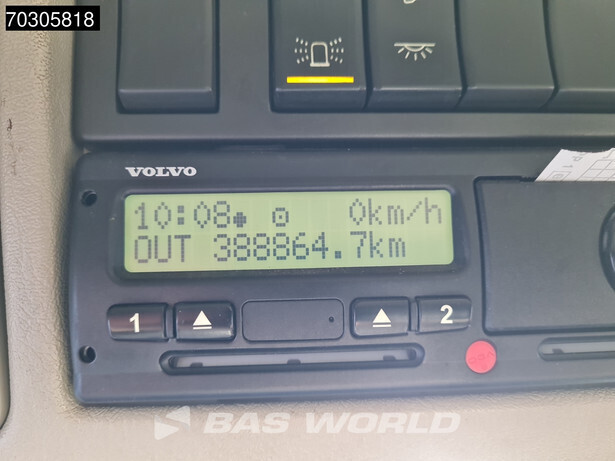 70305818
VOLVO
10:08 0km/h
OUT 388864.7km
1 2
BAS WORLD